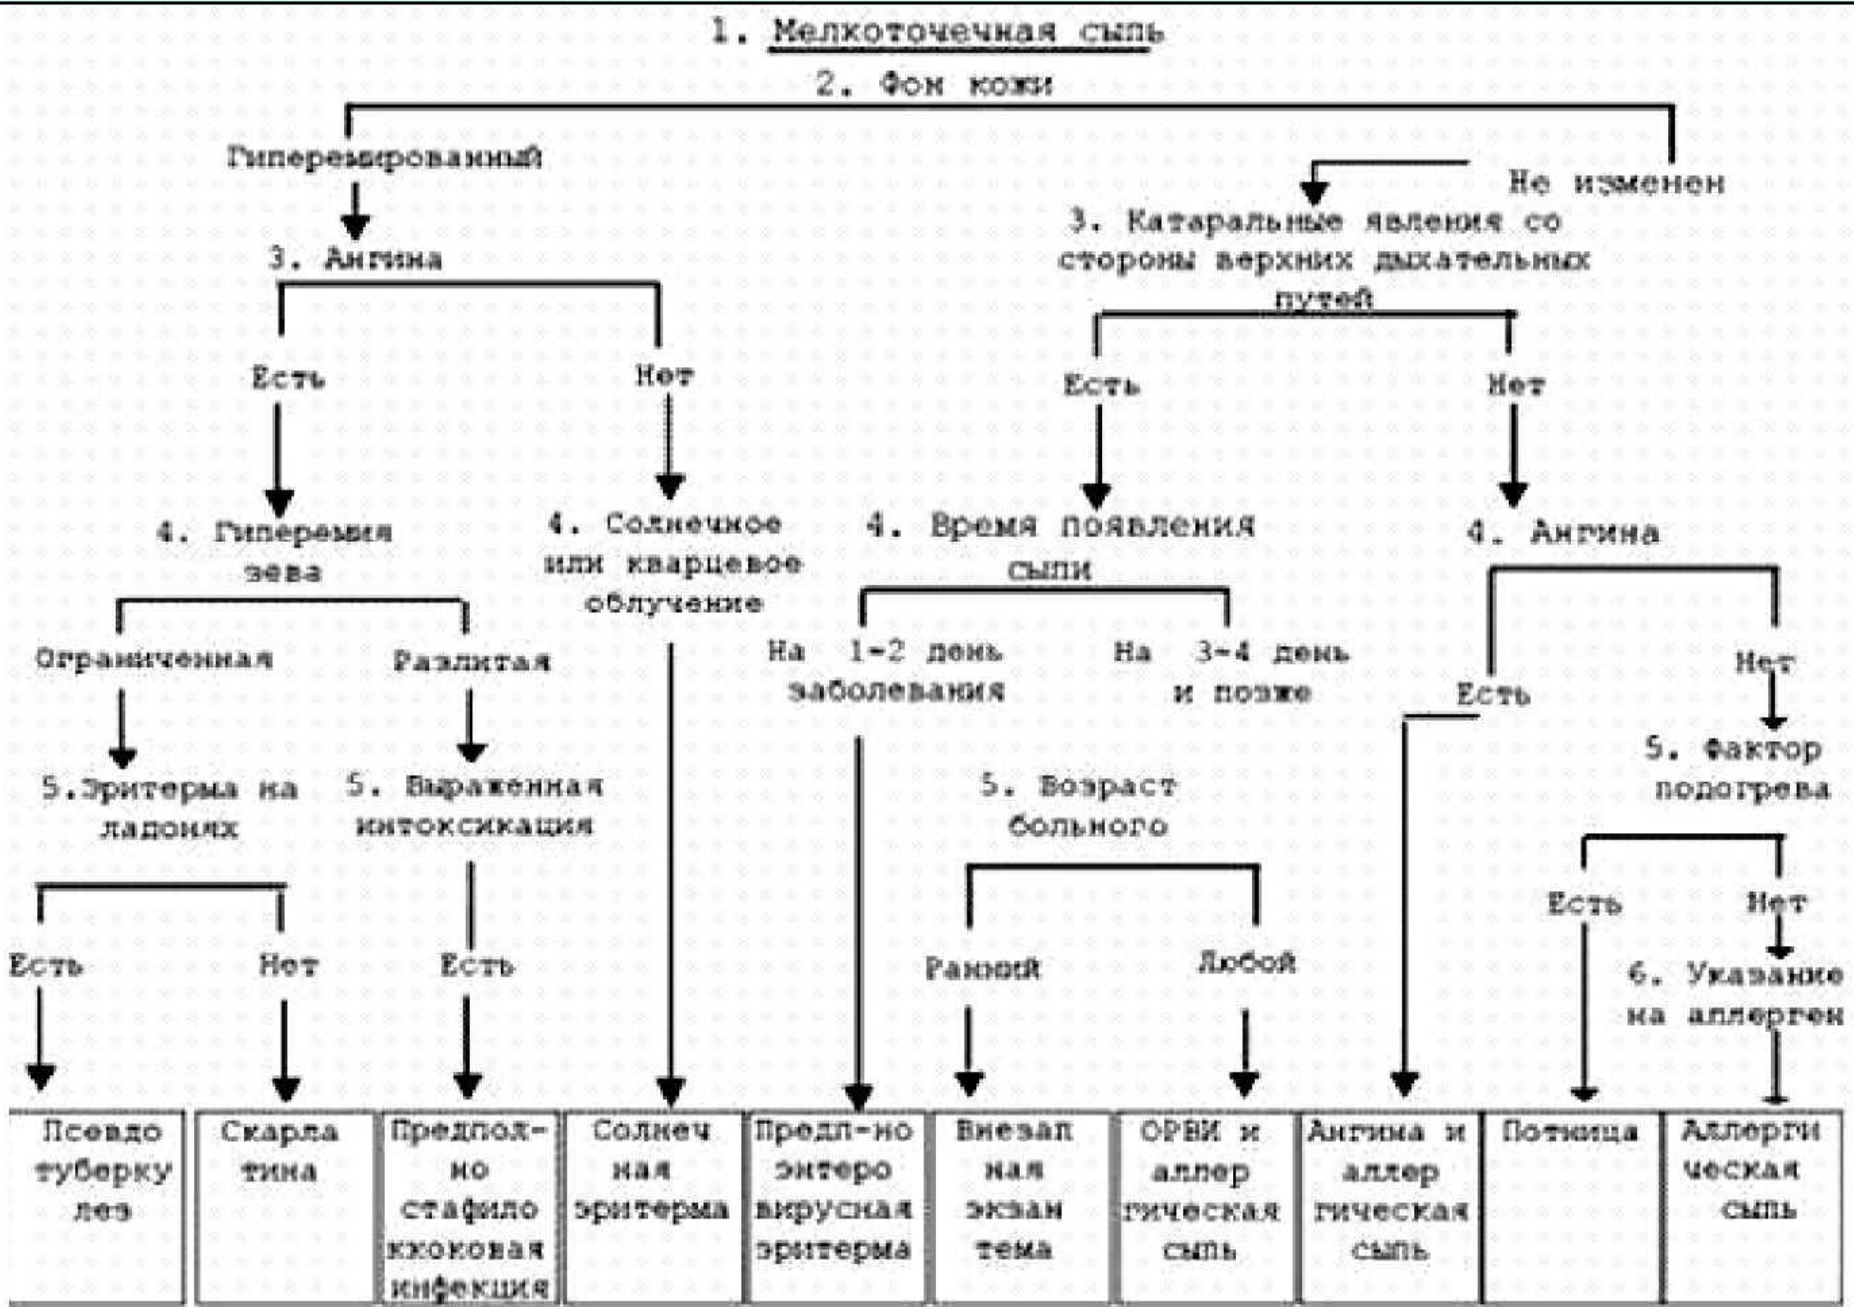 1. Мелкоточечная сыпь
2. Фон кожи
Гиперемированный
Не изменен
3. Ангина
3. Катаральные явления со
стороны верхних дыхательных
путей
Есть
Нет
Есть
Нет
4. Гиперемия
зева
4. Солнечное
или кварцевое
облучение
4. Время появления
сыпи
4. Ангина
Ограниченная
Разлитая
На 1-2 день
заболевания
На 3-4 день
и позже
Есть
Нет
5.Эритерма на
ладонях
5. Выраженная
интоксикация
5. Возраст
больного
5. Фактор
подогрева
Есть
Нет
Есть
Ранний
Любой
Есть
Нет
6. Указание
на аллерген
Псевдо
туберку
лез
Скарла
тина
Предпол-
но
стафило
ккоковая
инфекция
Солнеч
ная
эритерма
Предп-но
энтеро
вирусная
эритерма
Внезап
ная
экзан
тема
ОРВИ и
аллер
гическая
сыпь
Ангина и
аллер
гическая
сыпь
Потница
Аллерги
ческая
сыпь